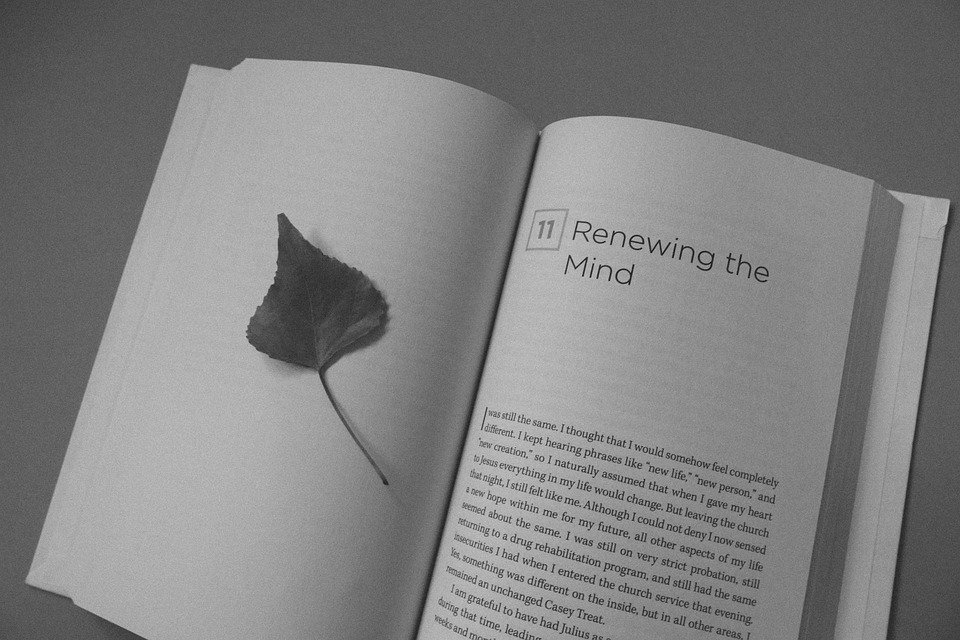 11 Renewing the
Mind
I was still the same. I thought that I would somehow feel completely
different. I kept hearing phrases like “new life,” “new person,” and
“new creation,” so I naturally assumed that when I gave my heart
to Jesus everything in my life would change. But leaving the church
that night, I still felt like me. Although I could not deny I now sensed
a new hope within me for my future, all other aspects of my life
seemed about the same. I was still on very strict probation, still
returning to a drug rehabilitation program, and still had the same
insecurities I had when I entered the church service that evening.
Yes, something was different on the inside, but in all other areas, I
remained an unchanged Casey Treat.
I am grateful to have had Julius as
during that time, leading
weeks and